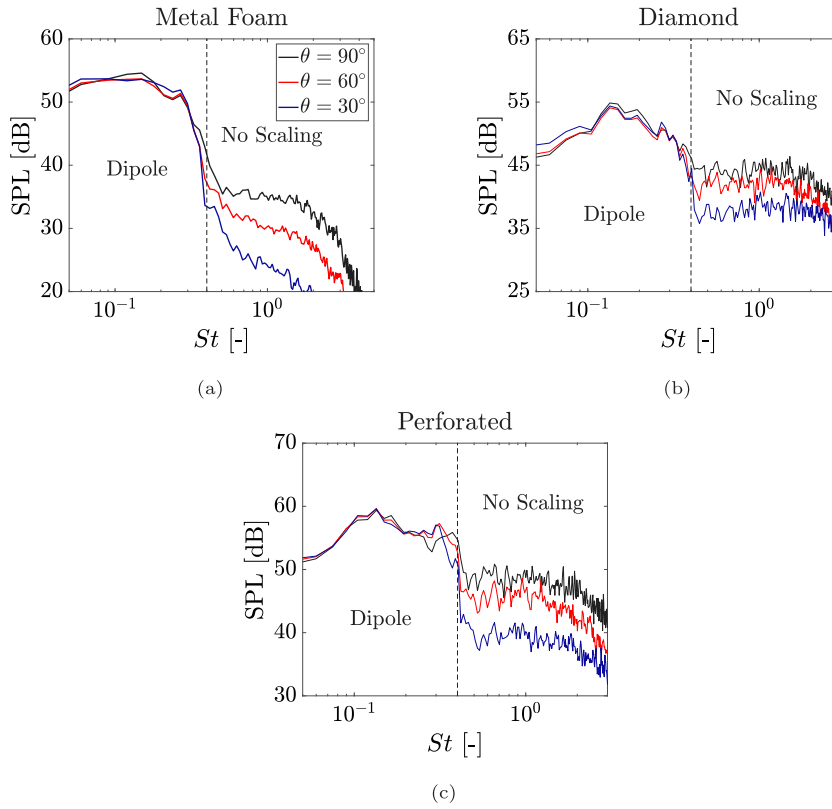 Metal Foam
60
50
40
30
20
SPL [dB]
θ = 90°
θ = 60°
θ = 30°
No Scaling
Dipole
10⁻¹
10⁰
St [-]
(a)
Diamond
65
55
45
35
25
SPL [dB]
No Scaling
Dipole
10⁻¹
10⁰
St [-]
(b)
Perforated
70
60
50
40
30
SPL [dB]
No Scaling
Dipole
10⁻¹
10⁰
St [-]
(c)